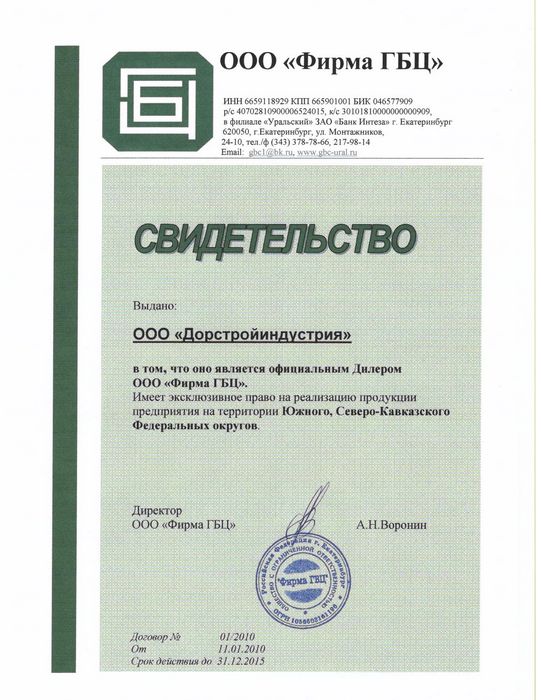 ООО «Фирма ГБЦ»
ИНН 6659118929 КПП 665901001 БИК 046577909
р/с 40702810900006524015, к/с 30101810000000000909,
в филиале «Уральский» ЗАО «Банк Интеза» г. Екатеринбург
620050, г.Екатеринбург, ул. Монтажников,
24-10, тел./ф (343) 378-78-66, 217-98-14
Email: gbc1@bk.ru, www.gbc-ural.ru
СВИДЕТЕЛЬСТВО
Выдано:
ООО «Дорстройиндустрия»
в том, что оно является официальным Дилером
ООО «Фирма ГБЦ».
Имеет эксклюзивное право на реализацию продукции
предприятия на территории Южного, Северо-Кавказского
Федеральных округов.
Директор
ООО «Фирма ГБЦ» А.Н.Воронин
Российская Федерация г. Екатеринбург
ОБЩЕСТВО С ОГРАНИЧЕННОЙ ОТВЕТСТВЕННОСТЬЮ
"Фирма ГБЦ"
ОГРН
Договор № 01/2010
От 11.01.2010
Срок действия до 31.12.2015